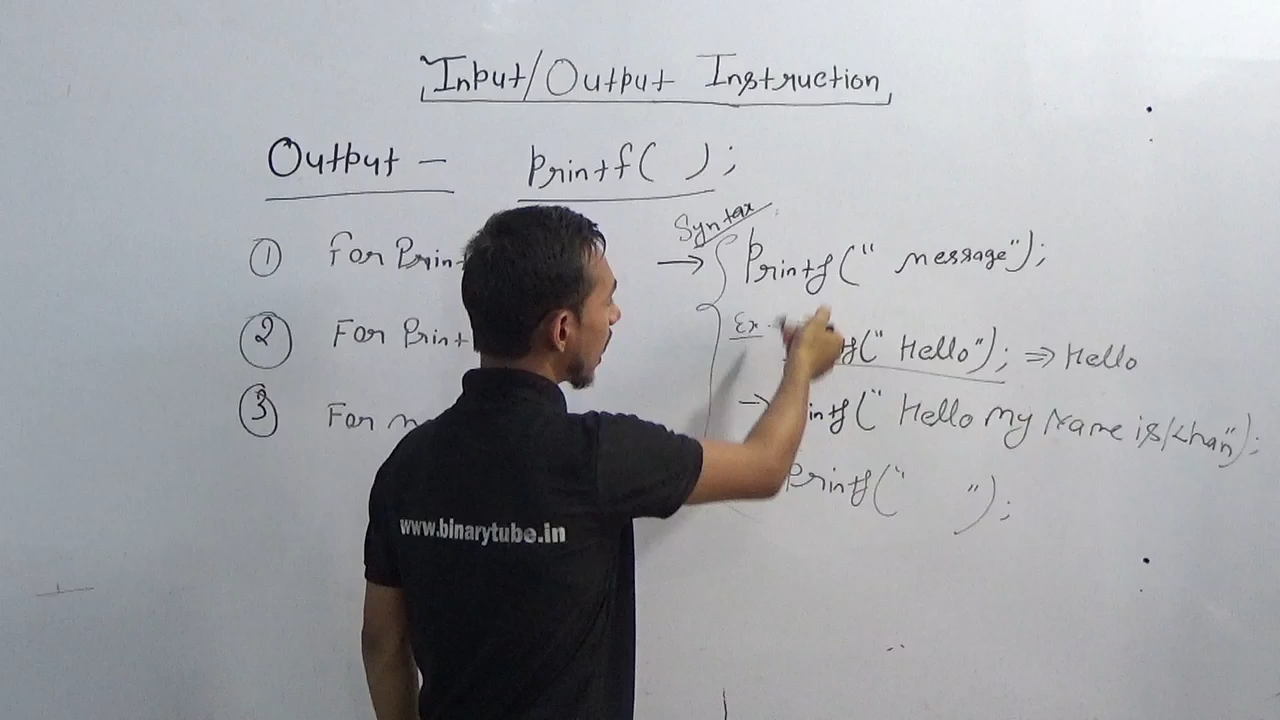 Input/Output Instruction
Output – printf( );
Syntax
① For Prin
→ Printf(" message");
Ex
② For Print
f(" Hello"); ⇒ Hello
③ For m
→ intf(" Hello my Name is khan");
Printf(" ");
www.binarytube.in